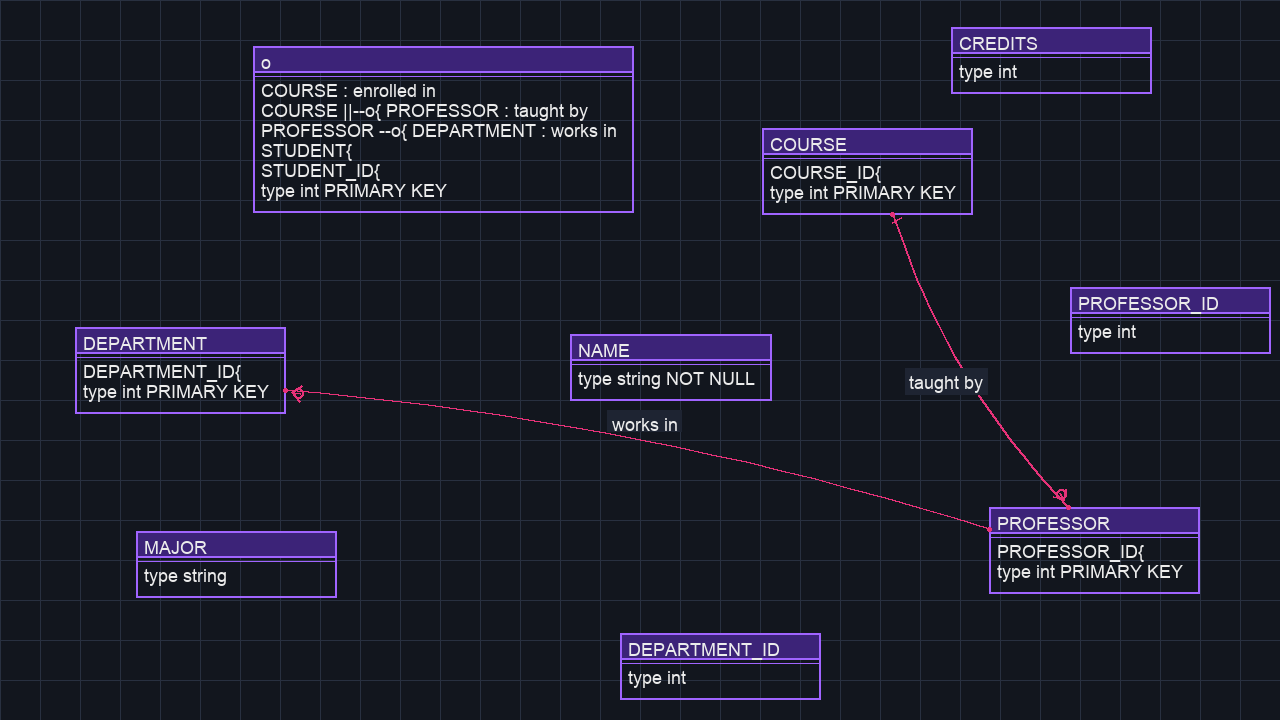 o
COURSE : enrolled in
COURSE ||--o{ PROFESSOR : taught by
PROFESSOR --o{ DEPARTMENT : works in
STUDENT{
STUDENT_ID{
type int PRIMARY KEY
CREDITS
type int
COURSE
COURSE_ID{
type int PRIMARY KEY
PROFESSOR_ID
type int
DEPARTMENT
DEPARTMENT_ID{
type int PRIMARY KEY
NAME
type string NOT NULL
taught by
works in
MAJOR
type string
PROFESSOR
PROFESSOR_ID{
type int PRIMARY KEY
DEPARTMENT_ID
type int